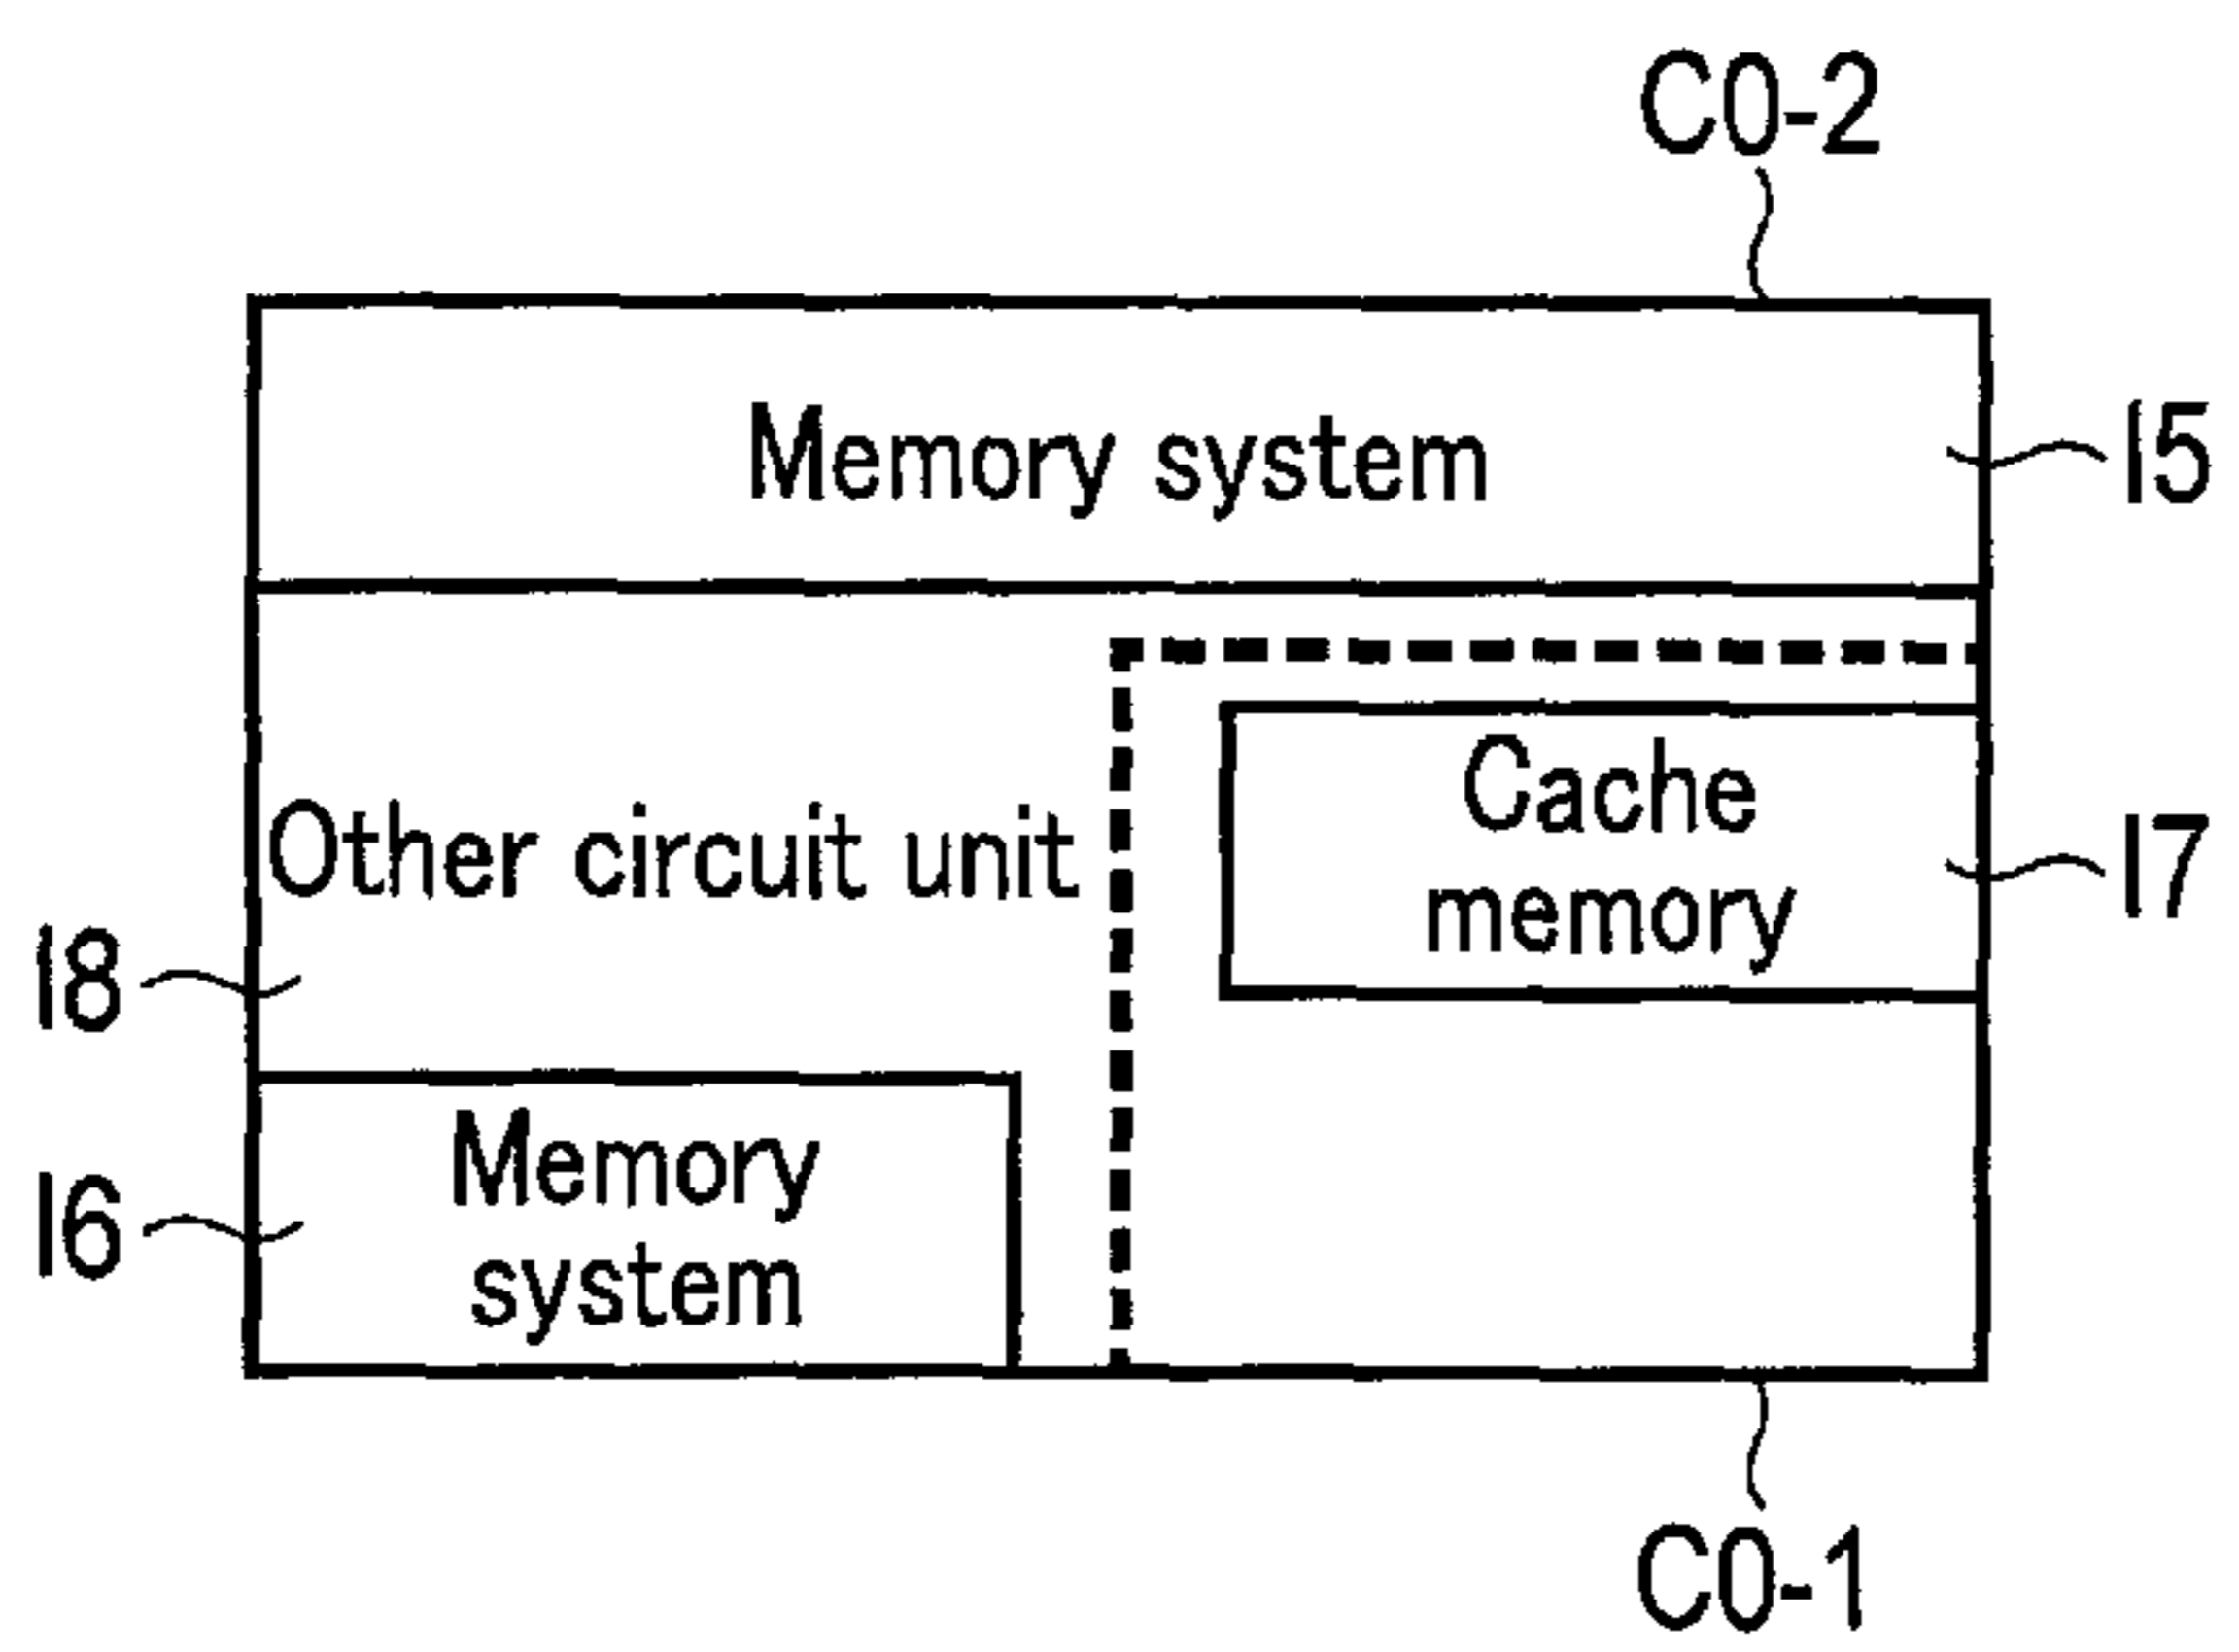 C0-2
Memory system
15
Cache
memory
17
Other circuit unit
18
Memory
system
16
C0-1